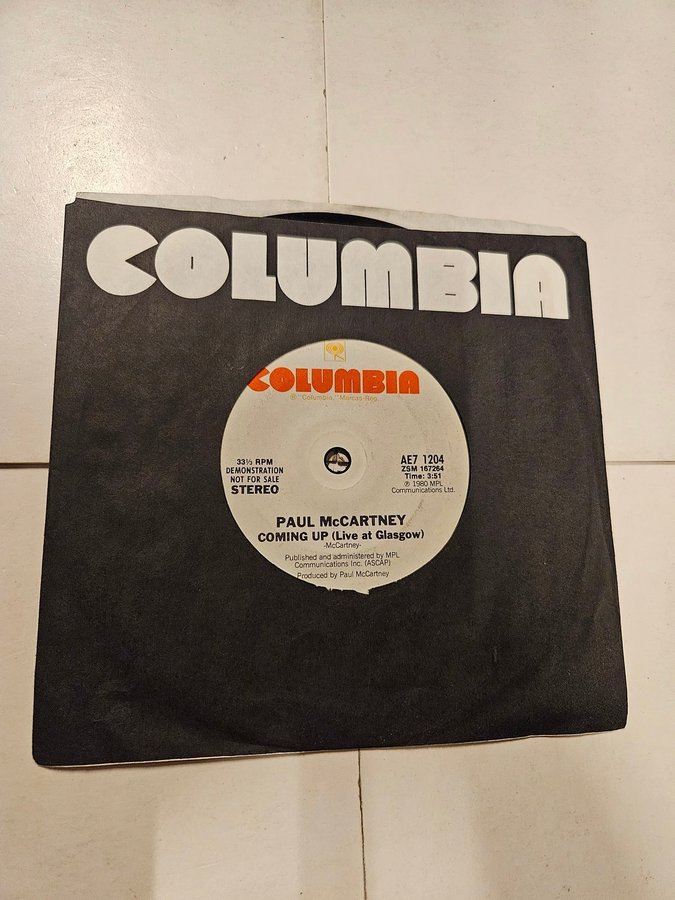 COLUMBIA
COLUMBIA
® "Columbia," Marcas Reg.
33⅓ RPM
DEMONSTRATION
NOT FOR SALE
STEREO
AE7 1204
ZSM 167264
Time: 3:51
℗ 1980 MPL
Communications Ltd.
PAUL McCARTNEY
COMING UP (Live at Glasgow)
-McCartney-
Published and administered by MPL
Communications Inc. (ASCAP)
Produced by Paul McCartney